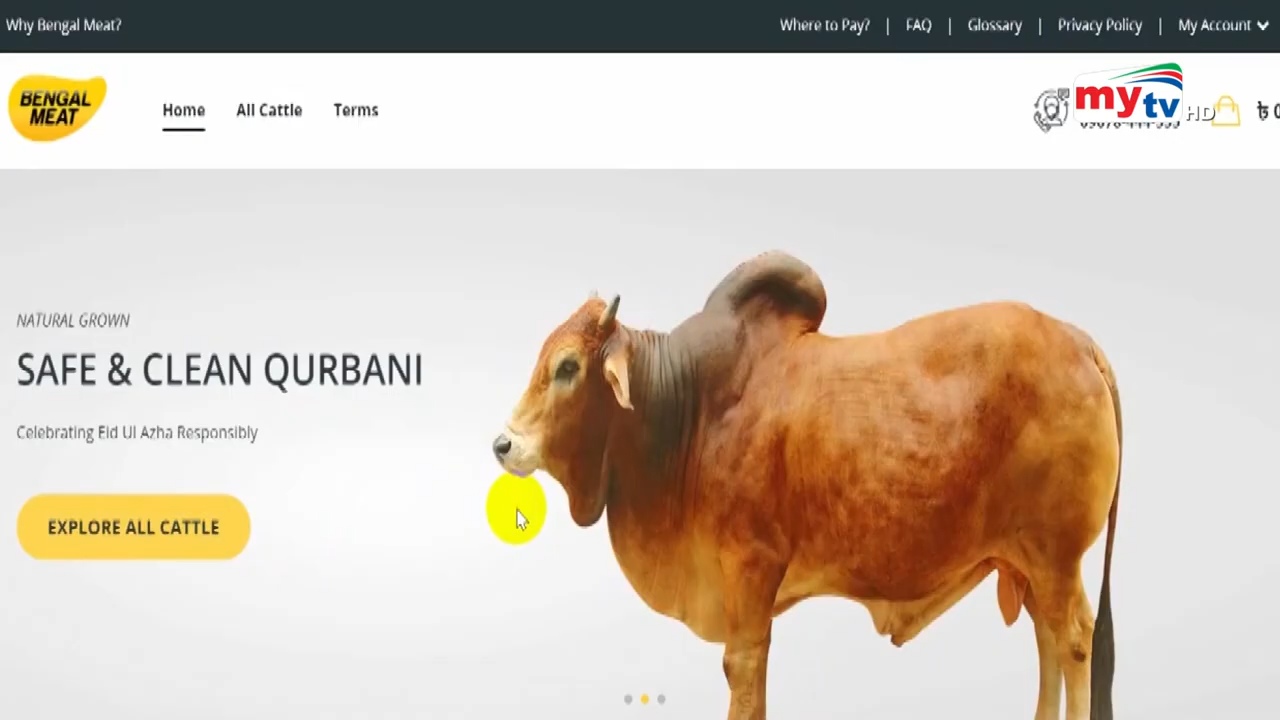 Why Bengal Meat?
Where to Pay? | FAQ | Glossary | Privacy Policy | My Account
BENGAL
MEAT
Home
All Cattle
Terms
mytv HD
৳ 0
NATURAL GROWN
SAFE & CLEAN QURBANI
Celebrating Eid Ul Azha Responsibly
EXPLORE ALL CATTLE